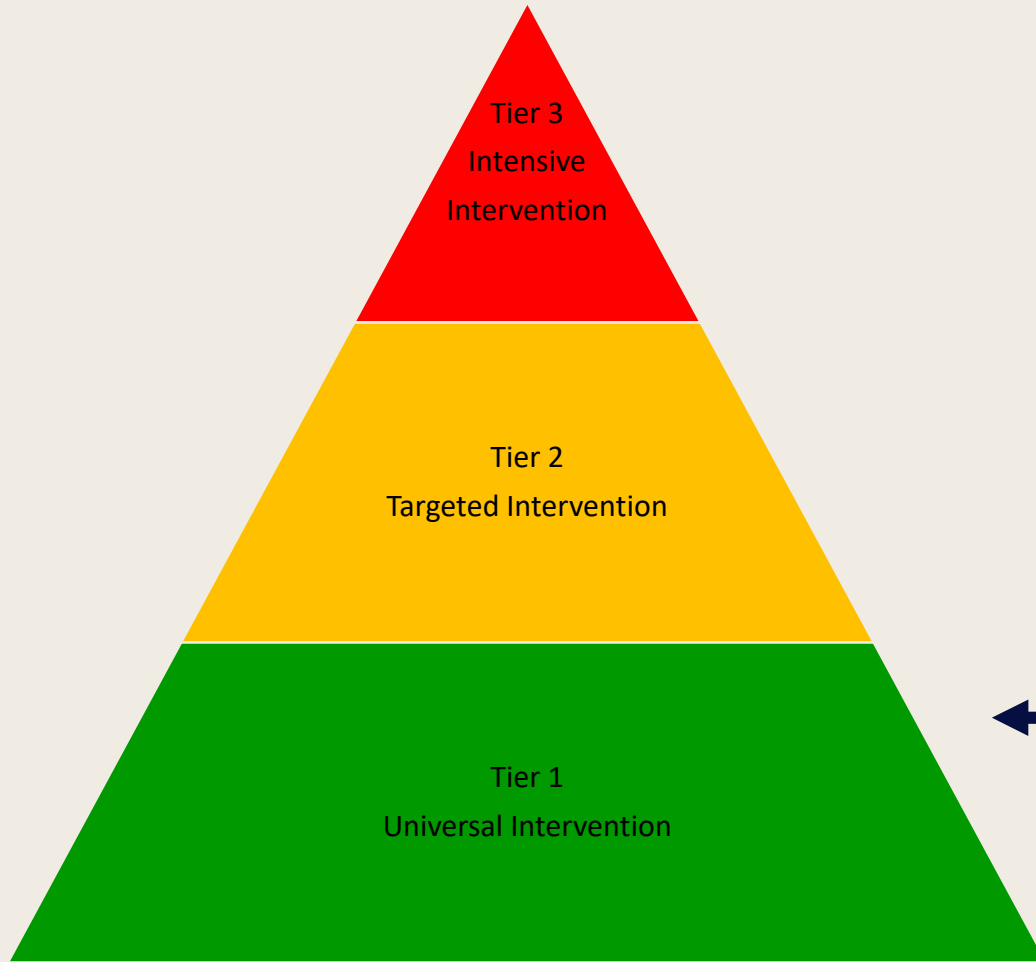 Tier 3
Intensive
Intervention
Tier 2
Targeted Intervention
Tier 1
Universal Intervention